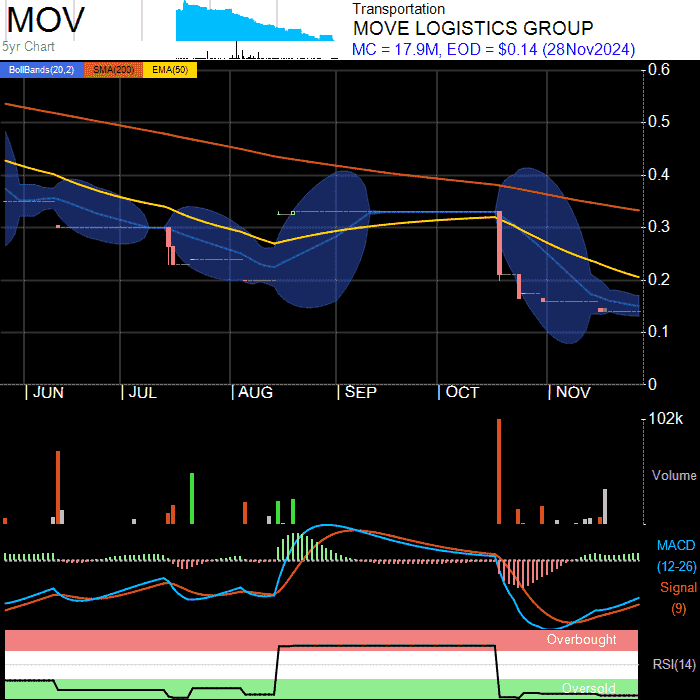 MOV
5yr Chart
Transportation
MOVE LOGISTICS GROUP
MC = 17.9M, EOD = $0.14 (28Nov2024)
BollBands(20,2) SMA(200) EMA(50)
0.6
0.5
0.4
0.3
0.2
0.1
0
JUN JUL AUG SEP OCT NOV
102k
Volume
MACD
(12-26)
Signal
(9)
Overbought
RSI(14)
Oversold